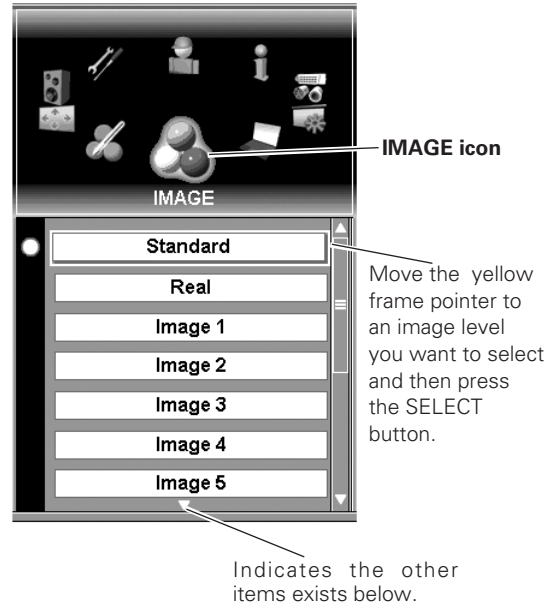 IMAGE icon
IMAGE
Standard
Real
Image 1
Image 2
Image 3
Image 4
Image 5
Move the yellow
frame pointer to
an image level
you want to select
and then press
the SELECT
button.
Indicates the other
items exists below.